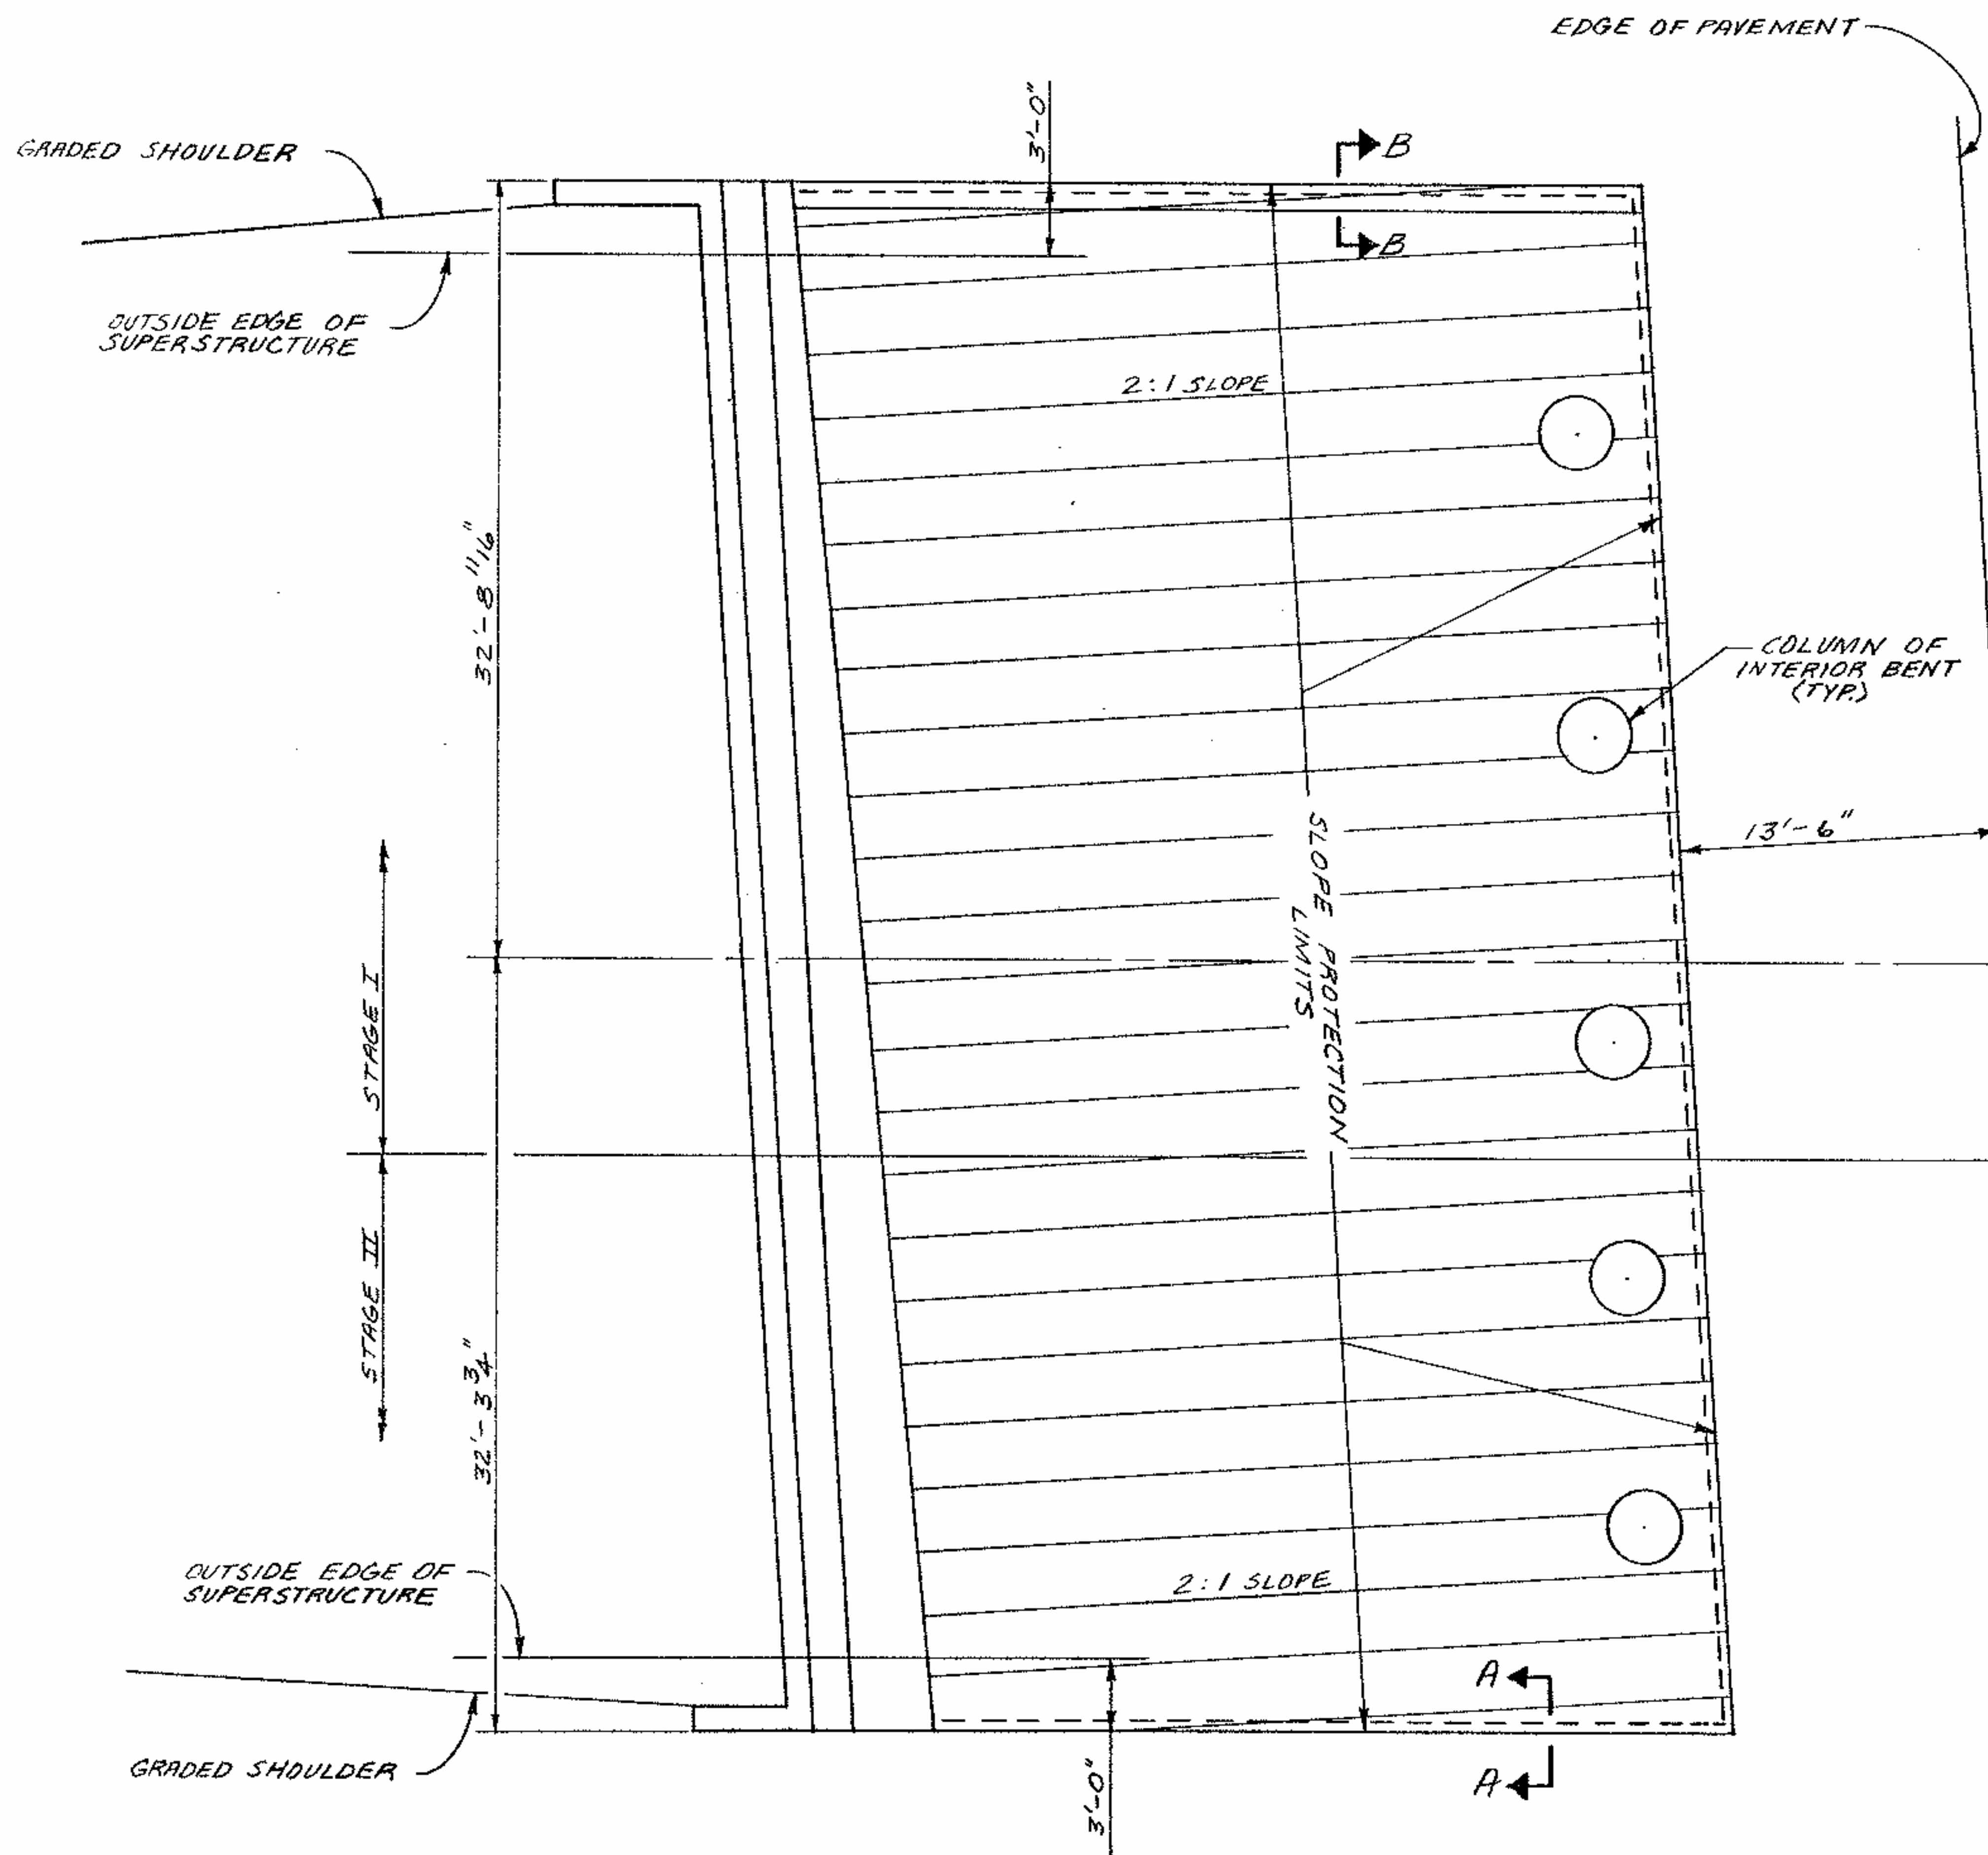 EDGE OF PAVEMENT
3'-0"
B
GRADED SHOULDER
B
OUTSIDE EDGE OF
SUPERSTRUCTURE
2:1 SLOPE
32'-8 11/16"
COLUMN OF
INTERIOR BENT
(TYP.)
13'-6"
SLOPE PROTECTION
LIMITS
STAGE I
STAGE II
32'-3 3/4"
OUTSIDE EDGE OF
SUPERSTRUCTURE
2:1 SLOPE
A
GRADED SHOULDER
3'-0"
A